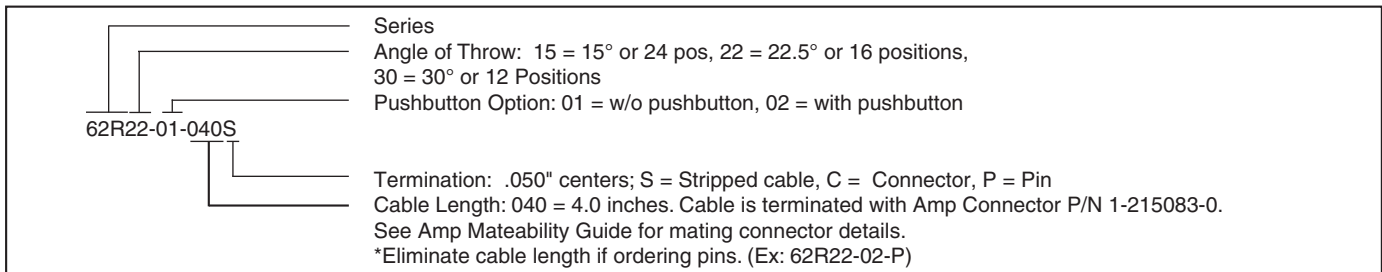 Series
Angle of Throw: 15 = 15° or 24 pos, 22 = 22.5° or 16 positions,
30 = 30° or 12 Positions
Pushbutton Option: 01 = w/o pushbutton, 02 = with pushbutton
62R22-01-040S
Termination: .050" centers; S = Stripped cable, C = Connector, P = Pin
Cable Length: 040 = 4.0 inches. Cable is terminated with Amp Connector P/N 1-215083-0.
See Amp Mateability Guide for mating connector details.
*Eliminate cable length if ordering pins. (Ex: 62R22-02-P)